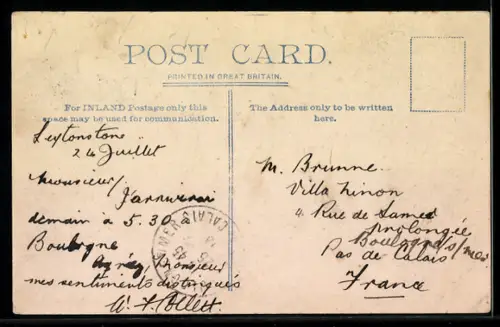 POST CARD.
PRINTED IN GREAT BRITAIN.
For INLAND Postage only this
space may be used for communication.
Leytonstone
24 Juillet
Monsieur
J'arriverai
demain à 5.30 à
Boulogne
Agréez, Monsieur
mes sentiments distingués
The Address only to be written
here.
M. Brunne
Villa Ninon
4 Rue de
prolongée
Boulogne s/mer
Pas de Calais
France
CALAIS